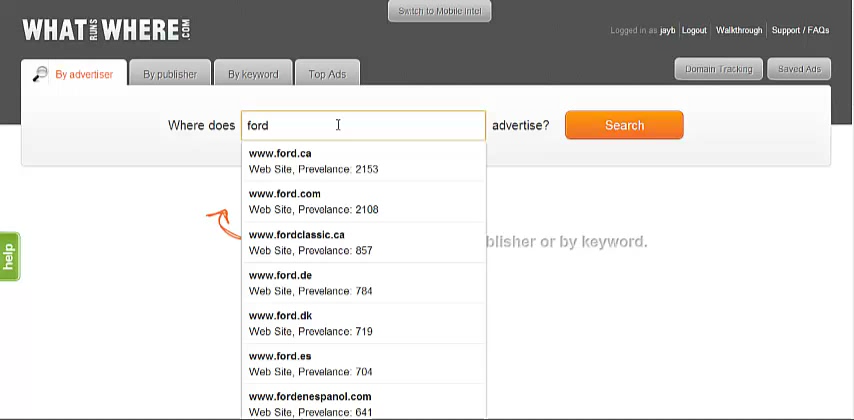 Switch to Mobile Intel
WHAT RUNS WHERE .COM
Logged in as jayb Logout Walkthrough Support / FAQs
By advertiser By publisher By keyword Top Ads Domain Tracking Saved Ads
Where does ford advertise? Search
www.ford.ca
Web Site, Prevelance: 2153
www.ford.com
Web Site, Prevelance: 2108
www.fordclassic.ca
Web Site, Prevelance: 857
blisher or by keyword.
help
www.ford.de
Web Site, Prevelance: 784
www.ford.dk
Web Site, Prevelance: 719
www.ford.es
Web Site, Prevelance: 704
www.fordenespanol.com
Web Site, Prevelance: 641